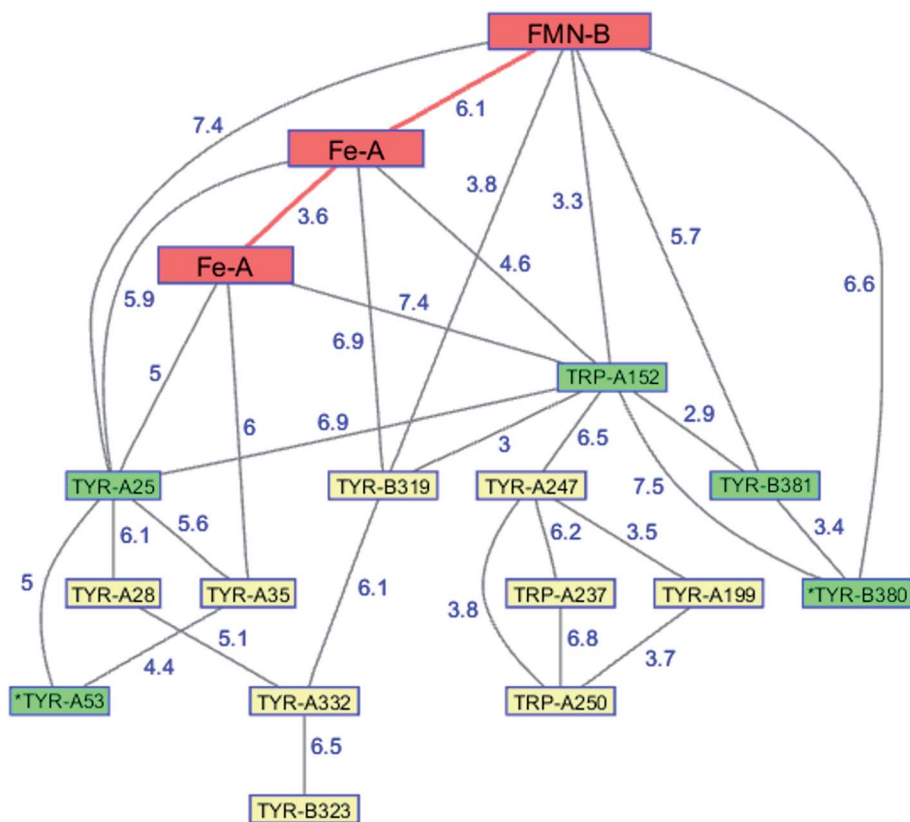 FMN-B
6.1
7.4
Fe-A
3.8
3.3
3.6
5.7
Fe-A
4.6
6.6
5.9
7.4
6.9
5
TRP-A152
6
6.9
2.9
3
6.5
TYR-A25
TYR-B319
TYR-A247
7.5
TYR-B381
5.6
6.1
6.2
3.5
3.4
5
6.1
TYR-A28
TYR-A35
TRP-A237
TYR-A199
*TYR-B380
3.8
5.1
4.4
6.8
3.7
*TYR-A53
TYR-A332
TRP-A250
6.5
TYR-B323